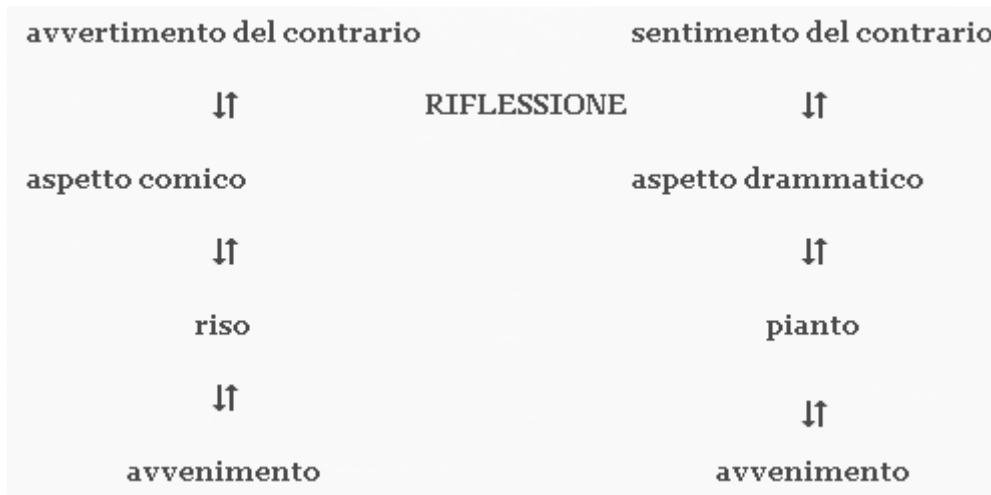 avvertimento del contrario sentimento del contrario
⇵ RIFLESSIONE ⇵
aspetto comico aspetto drammatico
⇵ ⇵
riso pianto
⇵ ⇵
avvenimento avvenimento